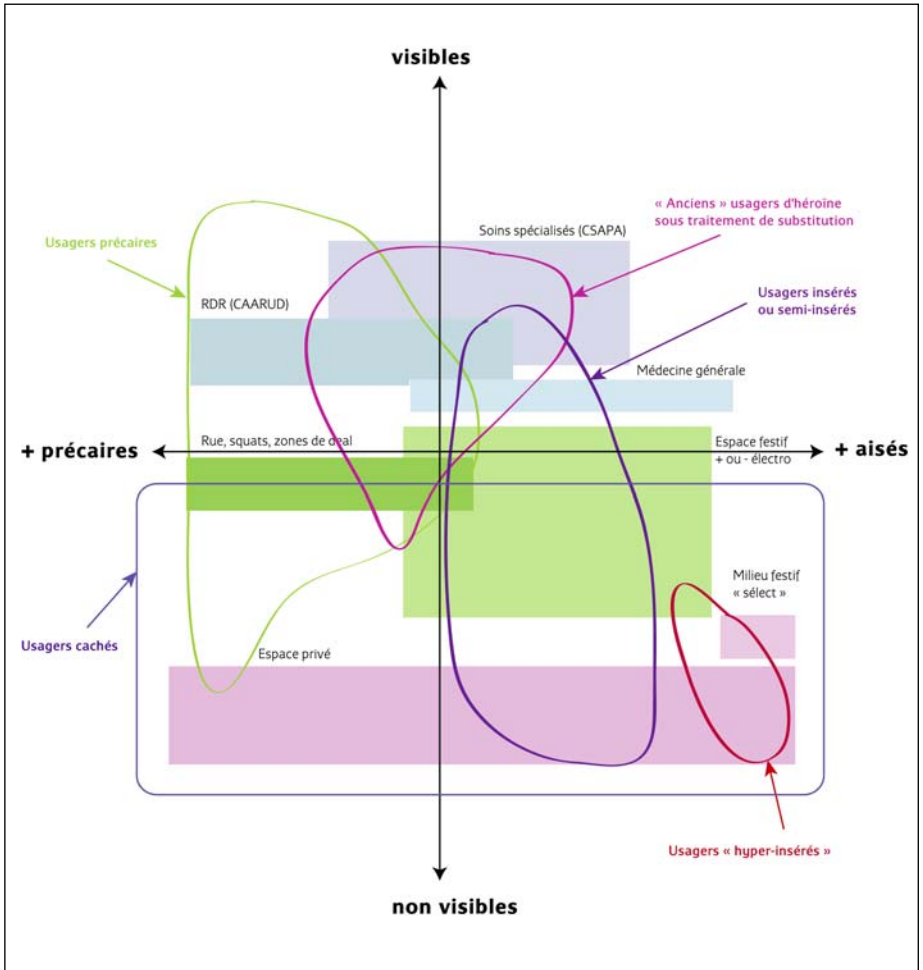 visibles
« Anciens » usagers d'héroïne
sous traitement de substitution
Soins spécialisés (CSAPA)
Usagers précaires
Usagers insérés
ou semi-insérés
RDR (CAARUD)
Médecine générale
+ précaires
Rue, squats, zones de deal
Espace festif
+ ou - électro
+ aisés
Milieu festif
« sélect »
Usagers cachés
Espace privé
Usagers « hyper-insérés »
non visibles